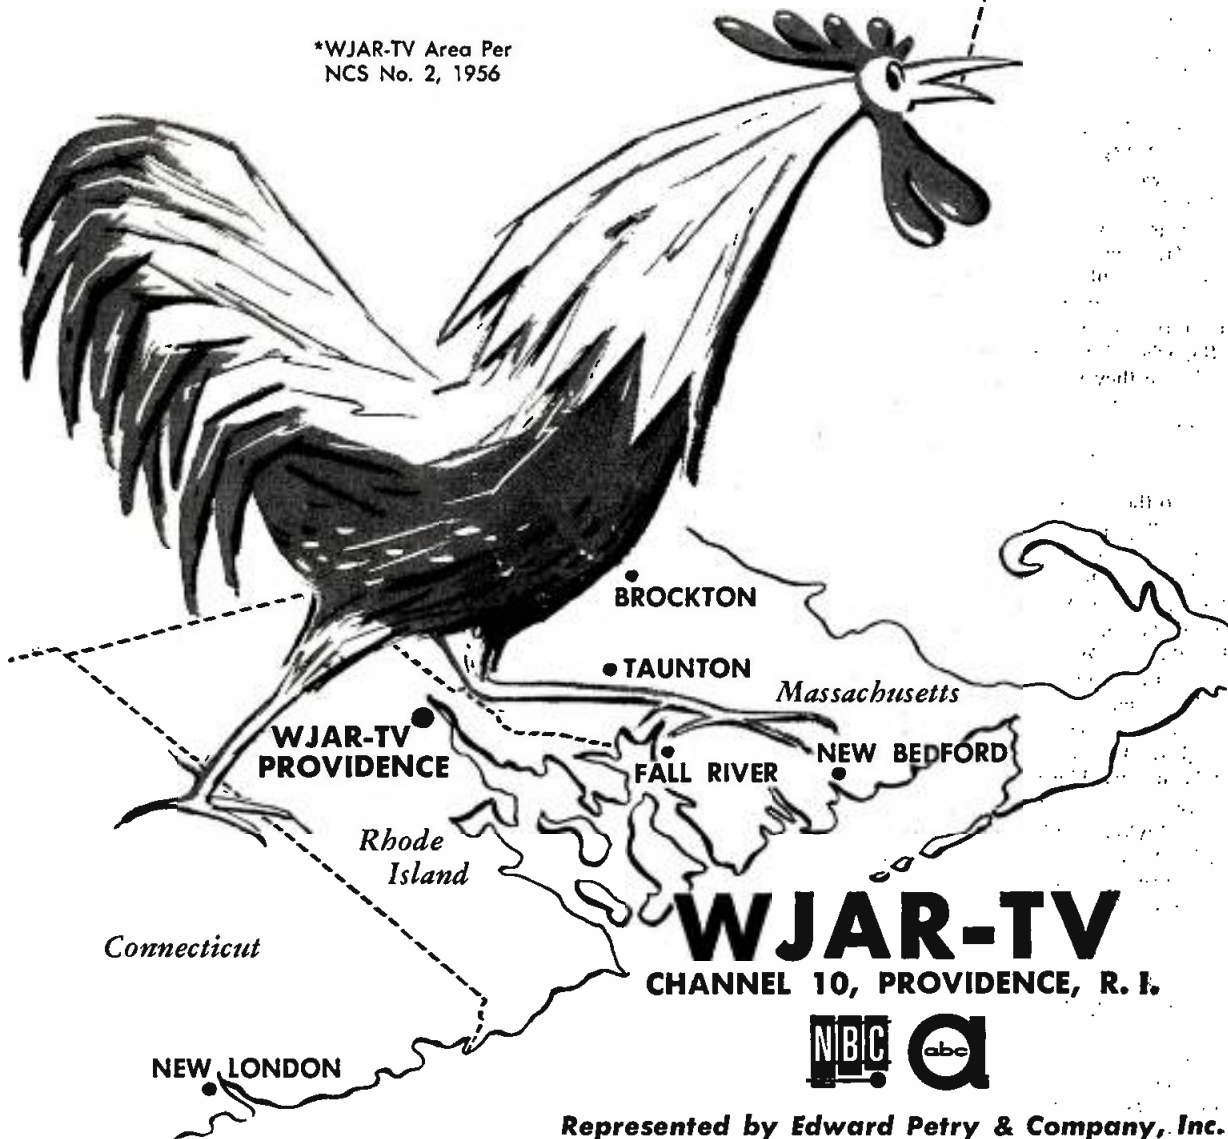 *WJAR-TV Area Per
NCS No. 2, 1956
BROCKTON
TAUNTON
Massachusetts
WJAR-TV
PROVIDENCE
NEW BEDFORD
FALL RIVER
Rhode
Island
WJAR-TV
Connecticut
CHANNEL 10, PROVIDENCE, R. I.
NBC
abc
NEW LONDON
Represented by Edward Petry & Company, Inc.